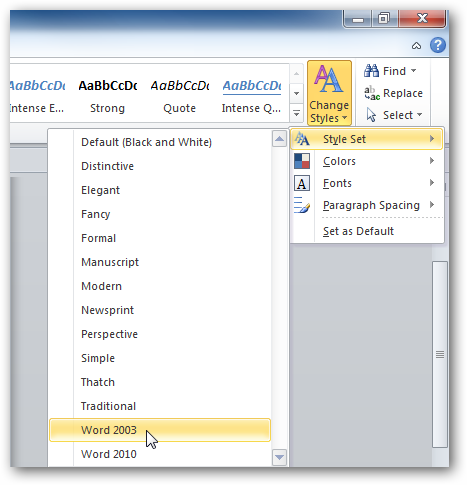 AaBbCcDc AaBbCcDc AaBbCcDc AaBbCcDc
Intense E... Strong Quote Intense Q...
Change
Styles
Find
Replace
Select
Style Set
Colors
Fonts
Paragraph Spacing
Set as Default
Default (Black and White)
Distinctive
Elegant
Fancy
Formal
Manuscript
Modern
Newsprint
Perspective
Simple
Thatch
Traditional
Word 2003
Word 2010